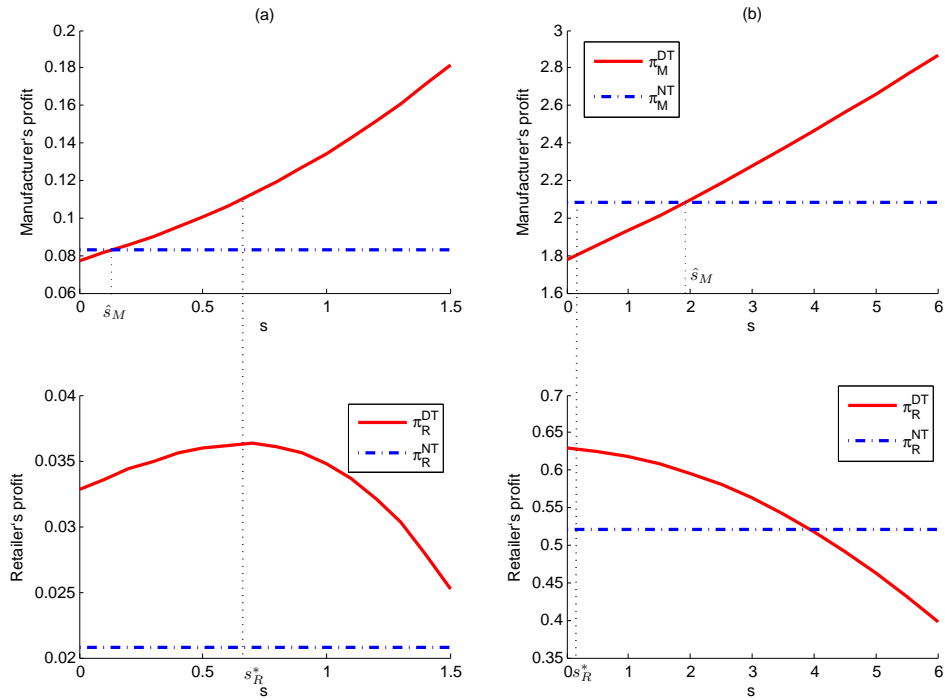 (a)
Manufacturer's profit
0.2
0.18
0.16
0.14
0.12
0.1
0.08
0.06
0 0.5 1 1.5
ŝ_M
s
(b)
Manufacturer's profit
3
2.8
2.6
2.4
2.2
2
1.8
1.6
π_M^DT
π_M^NT
ŝ_M
0 1 2 3 4 5 6
s
Retailer's profit
0.04
0.035
0.03
0.025
0.02
π_R^DT
π_R^NT
0 0.5 1 1.5
s_R^*
s
Retailer's profit
0.7
0.65
0.6
0.55
0.5
0.45
0.4
0.35
π_R^DT
π_R^NT
0 s_R^* 1 2 3 4 5 6
s